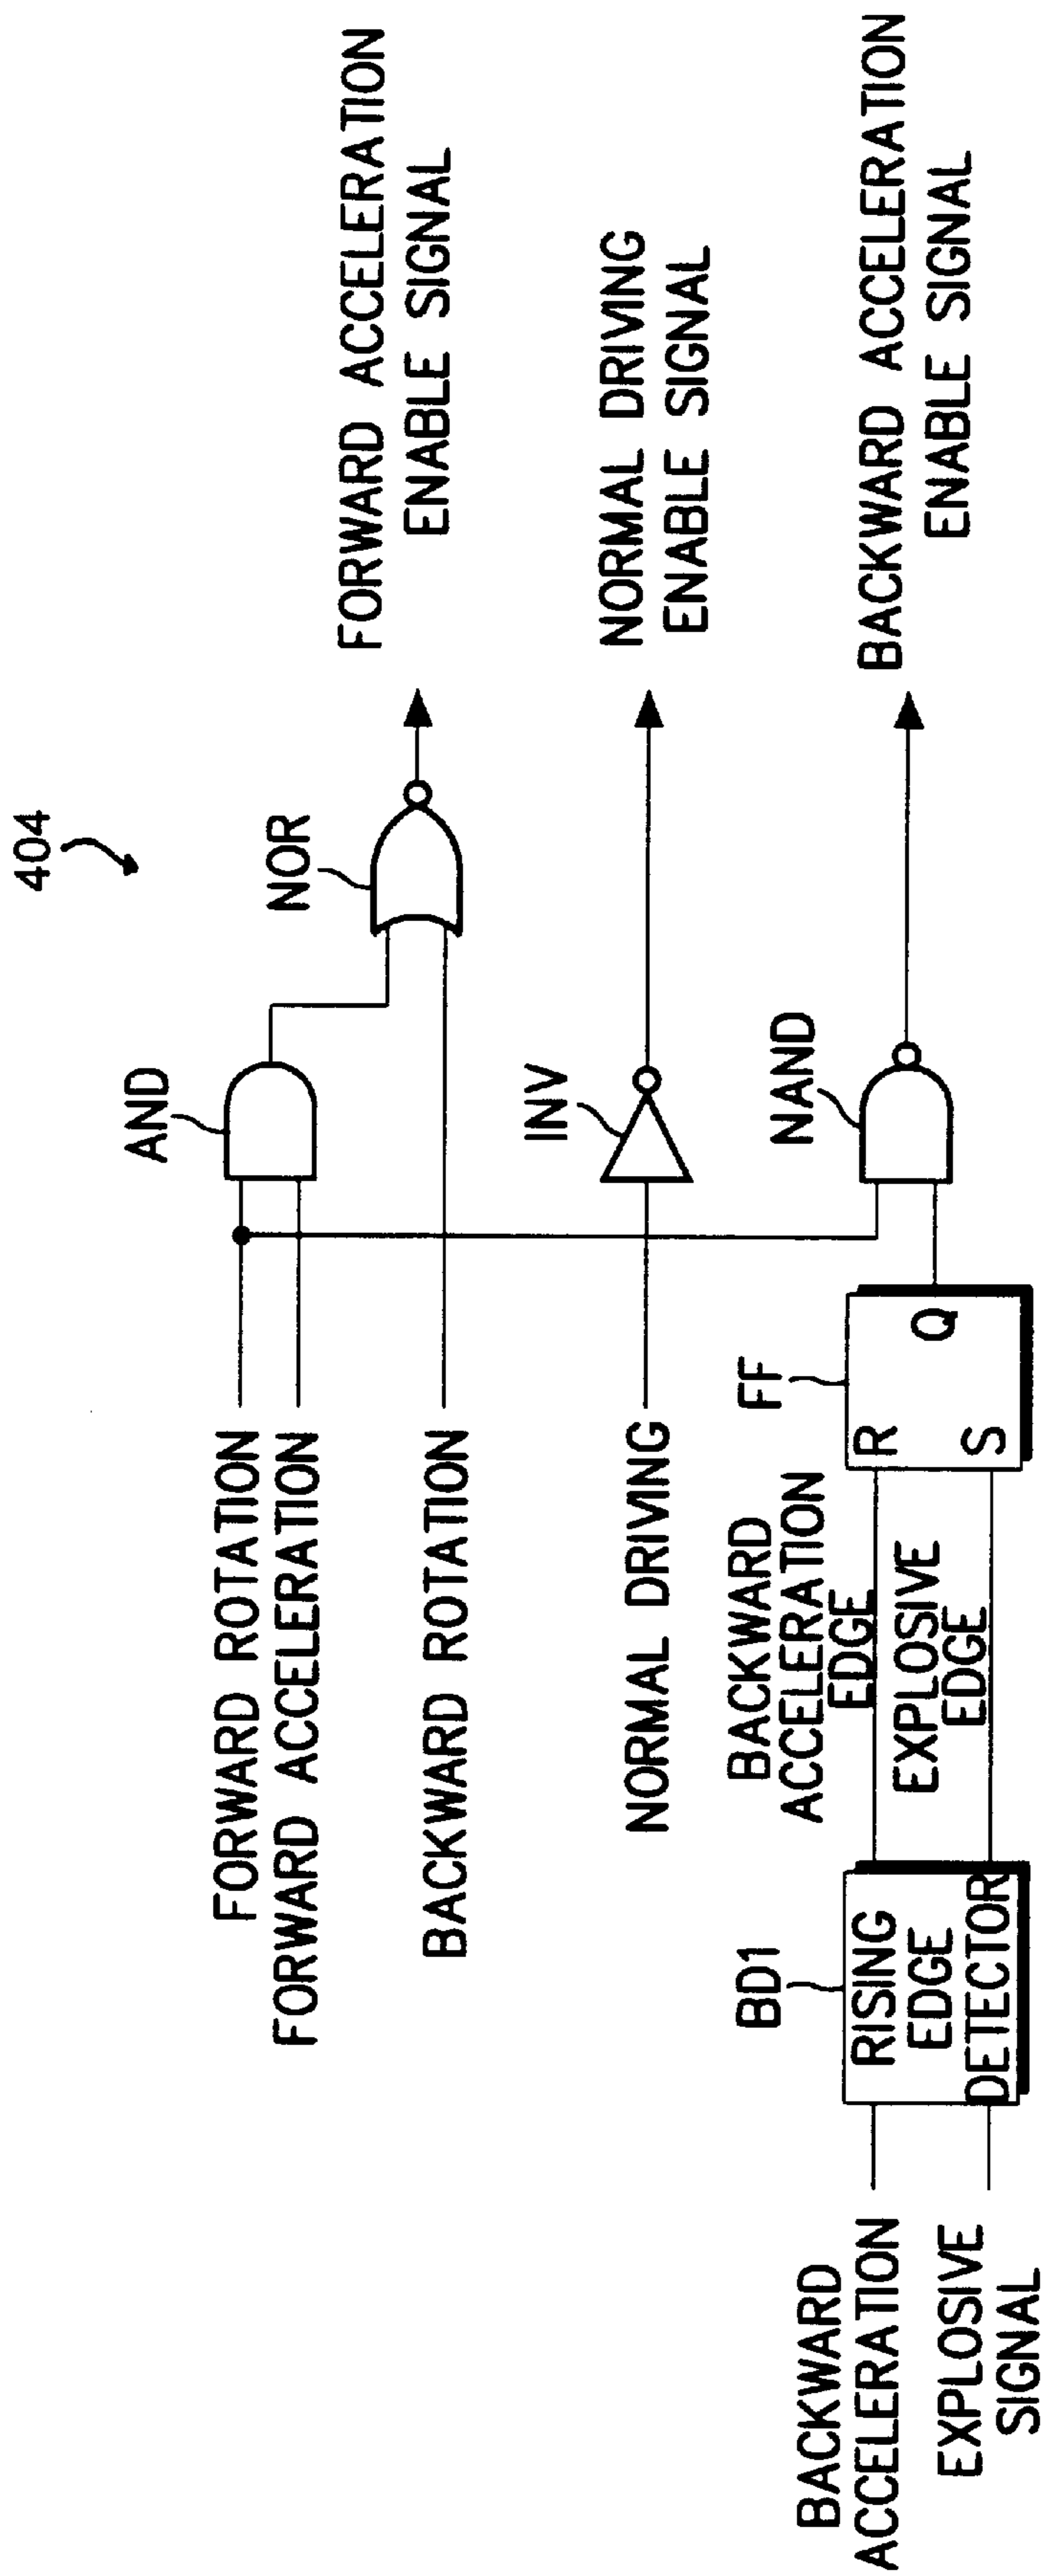 404
FORWARD ROTATION
FORWARD ACCELERATION
AND
NOR
FORWARD ACCELERATION
ENABLE SIGNAL
BACKWARD ROTATION
NORMAL DRIVING
INV
NORMAL DRIVING
ENABLE SIGNAL
BACKWARD
ACCELERATION
EXPLOSIVE
SIGNAL
BD1
RISING
EDGE
DETECTOR
BACKWARD
ACCELERATION
EDGE
EXPLOSIVE
EDGE
FF
R
S
Q
NAND
BACKWARD ACCELERATION
ENABLE SIGNAL